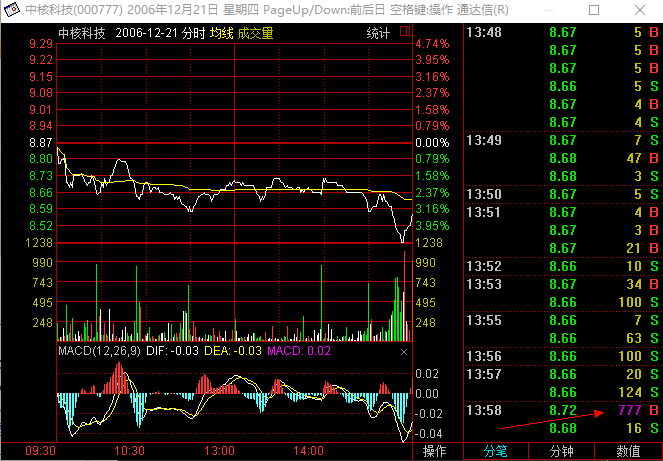 中核科技(000777) 2006年12月21日 星期四 PageUp/Down:前后日 空格键:操作 通达信(R)
中核科技 2006-12-21 分时 均线 成交量 统计
9.29 4.74%
9.22 3.95%
9.15 3.16%
9.08 2.37%
9.01 1.58%
8.94 0.79%
8.87 0.00%
8.80 0.79%
8.73 1.58%
8.66 2.37%
8.59 3.16%
8.52 3.95%
1238 1238
990 990
743 743
495 495
248 248
MACD(12,26,9) DIF: -0.03 DEA: -0.03 MACD: 0.02
0.02
0.00
-0.02
-0.04
09:30 10:30 13:00 14:00 操作
13:48 8.67 5 B
8.67 5 B
8.67 5 B
8.66 5 S
8.67 4 B
8.67 4 B
13:49 8.67 7 S
8.68 47 B
8.68 3 S
13:50 8.67 5 S
13:51 8.67 4 B
8.67 3 B
8.67 21 B
13:52 8.66 10 S
13:53 8.67 34 B
8.66 100 S
13:55 8.66 7 S
8.66 63 S
13:56 8.66 100 S
13:57 8.66 20 S
8.66 124 S
13:58 8.72 777 B
8.68 16 S
分笔 分钟 数值